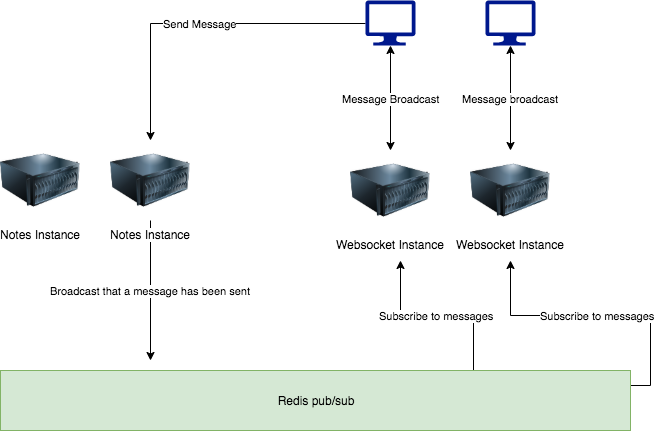 Send Message
Message Broadcast
Message broadcast
Notes Instance
Notes Instance
Websocket Instance
Websocket Instance
Broadcast that a message has been sent
Subscribe to messages
Subscribe to messages
Redis pub/sub